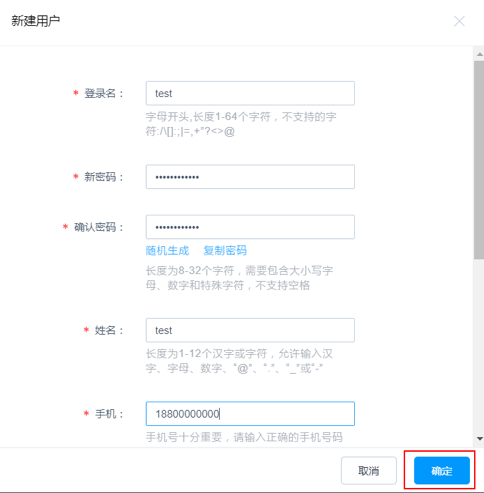 新建用户
* 登录名：
test
字母开头,长度1-64个字符，不支持的字
符:/\[]:;|=,+"?<>@
* 新密码：
••••••••••••
* 确认密码：
••••••••••••
随机生成 复制密码
长度为8-32个字符，需要包含大小写字
母、数字和特殊字符，不支持空格
* 姓名：
test
长度为1-12个汉字或字符，允许输入汉
字、字母、数字、"@"、"."、"_"或"-"
* 手机：
18800000000
手机号十分重要，请输入正确的手机号码
取消 确定